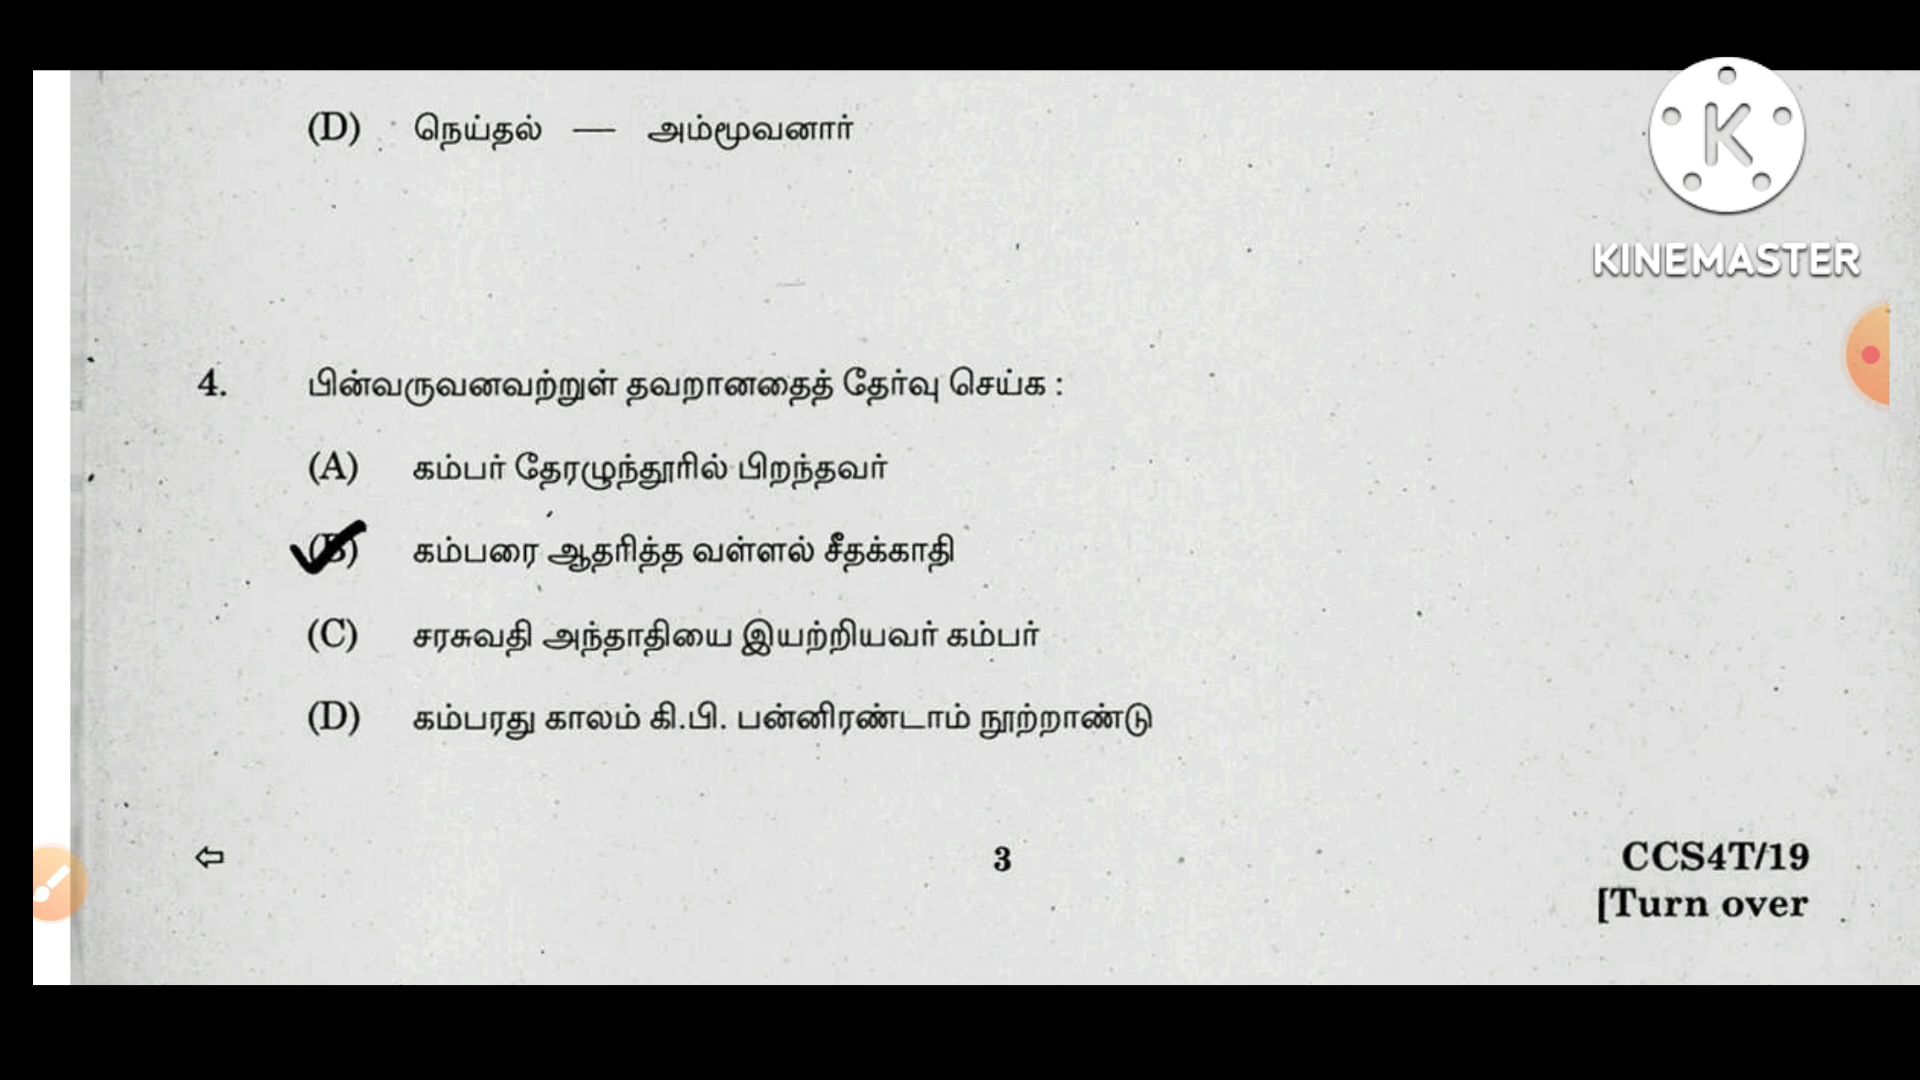 (D) நெய்தல் — அம்மூவனார்
KINEMASTER
4. பின்வருவனவற்றுள் தவறானதைத் தேர்வு செய்க :
(A) கம்பர் தேரழுந்தூரில் பிறந்தவர்
(B) கம்பரை ஆதரித்த வள்ளல் சீதக்காதி
(C) சரசுவதி அந்தாதியை இயற்றியவர் கம்பர்
(D) கம்பரது காலம் கி.பி. பன்னிரண்டாம் நூற்றாண்டு
3
CCS4T/19
[Turn over